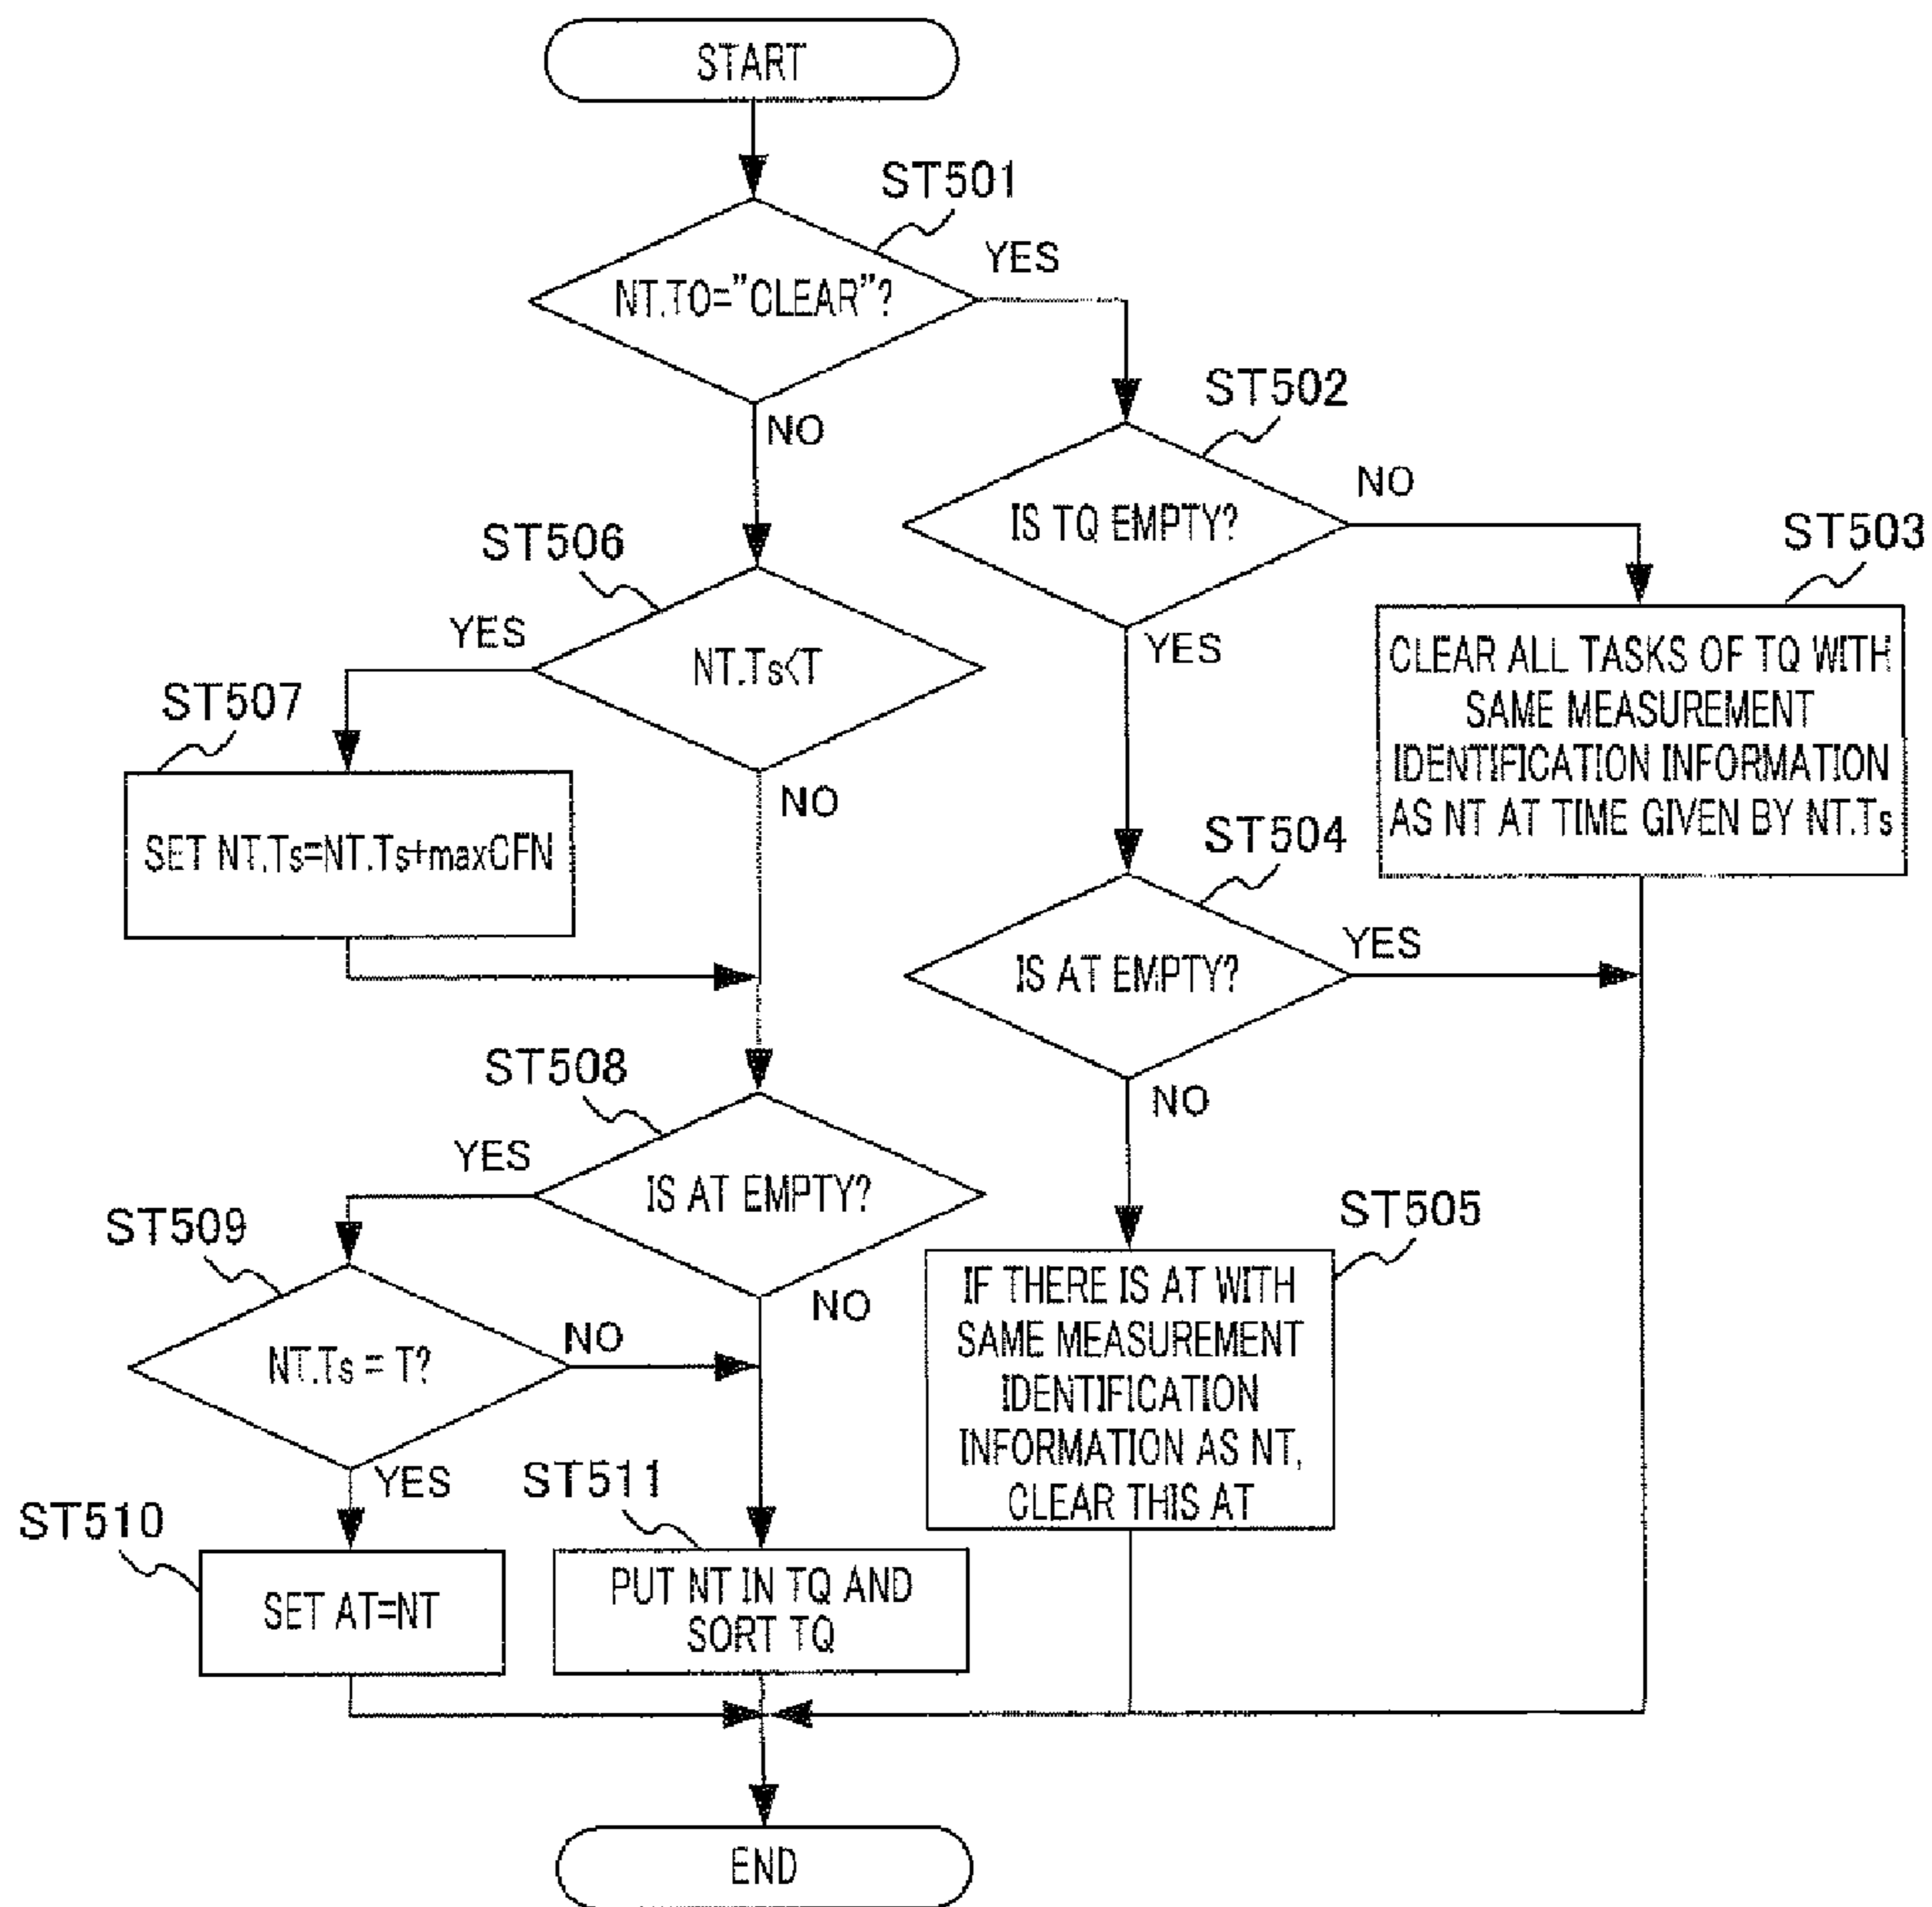 START
ST501
NT.TO="CLEAR"?
YES
NO
ST502
IS TQ EMPTY?
NO
YES
ST503
CLEAR ALL TASKS OF TQ WITH
SAME MEASUREMENT
IDENTIFICATION INFORMATION
AS NT AT TIME GIVEN BY NT.Ts
ST506
YES
NT.Ts<T
NO
ST507
SET NT.Ts=NT.Ts+maxCFN
ST504
IS AT EMPTY?
YES
NO
ST508
YES
IS AT EMPTY?
NO
ST505
IF THERE IS AT WITH
SAME MEASUREMENT
IDENTIFICATION
INFORMATION AS NT,
CLEAR THIS AT
ST509
NT.Ts = T?
NO
YES
ST510
SET AT=NT
ST511
PUT NT IN TQ AND
SORT TQ
END